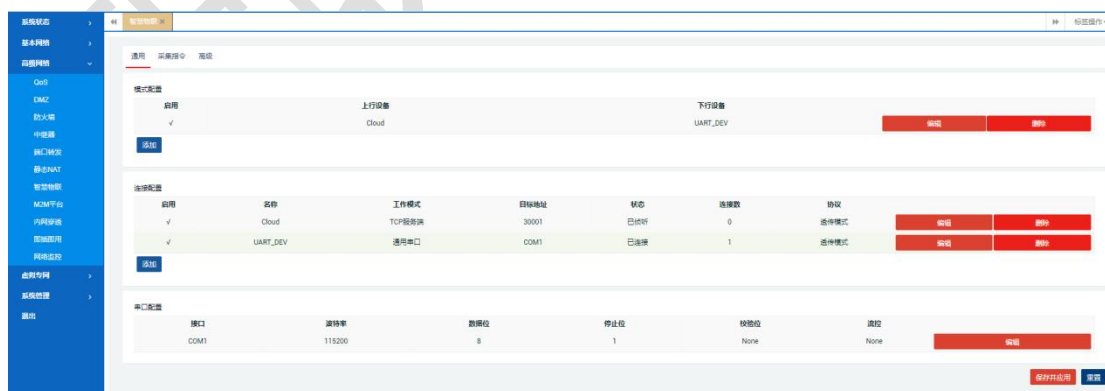 系统状态
智慧物联 ×
标签操作
基本网络
高级网络
通用 采集指令 高级
QoS
DMZ
防火墙
中继器
端口转发
静态NAT
智慧物联
M2M平台
内网穿透
网络监控
虚拟专网
系统管理
退出
模式配置
启用 上行设备 下行设备
√ Cloud UART_DEV 编辑 删除
添加
连接配置
启用 名称 工作模式 目标地址 状态 连接数 协议
√ Cloud TCP服务端 30001 已侦听 0 透传模式 编辑 删除
√ UART_DEV 通用串口 COM1 已连接 1 透传模式 编辑 删除
添加
串口配置
接口 波特率 数据位 停止位 校验位 流控
COM1 115200 8 1 None None 编辑
保存并应用 重置